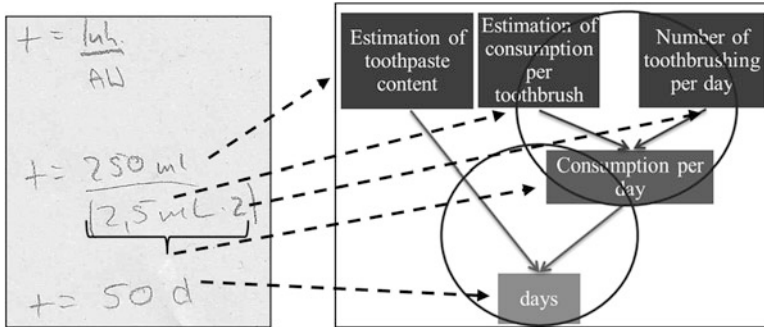 t = Inh.
AW
t = 250 ml
(2,5 mL · 2)
t = 50 d
Estimation of
toothpaste
content
Estimation of
consumption
per
toothbrush
Number of
toothbrushing
per day
Consumption per
day
days